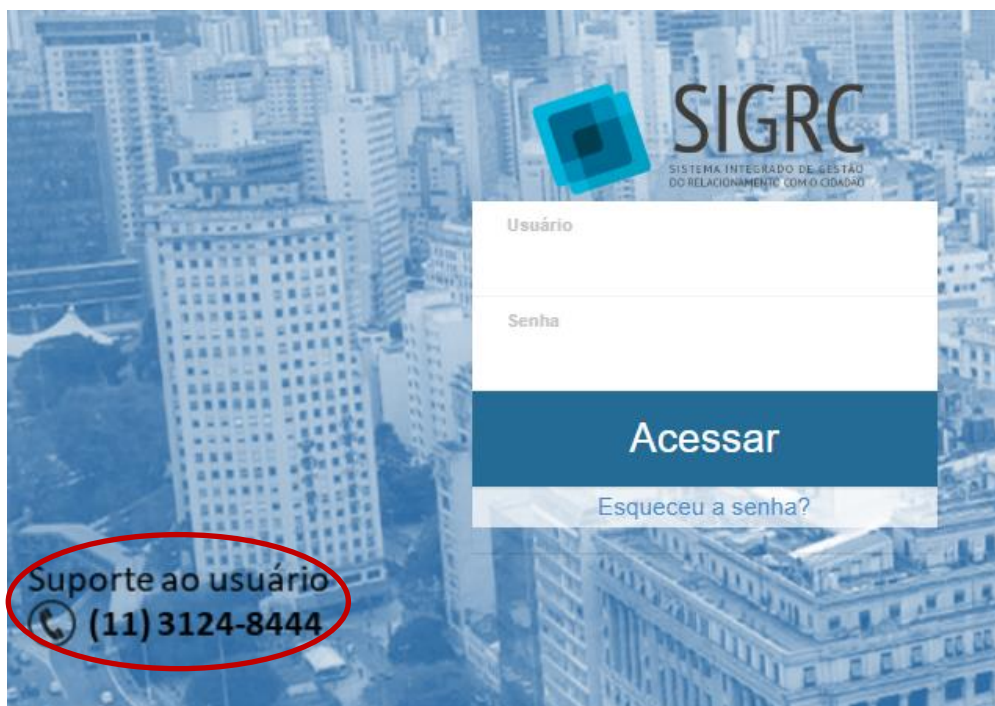 SIGRC
SISTEMA INTEGRADO DE GESTÃO
DO RELACIONAMENTO COM O CIDADÃO
Usuário
Senha
Acessar
Esqueceu a senha?
Suporte ao usuário
(11) 3124-8444